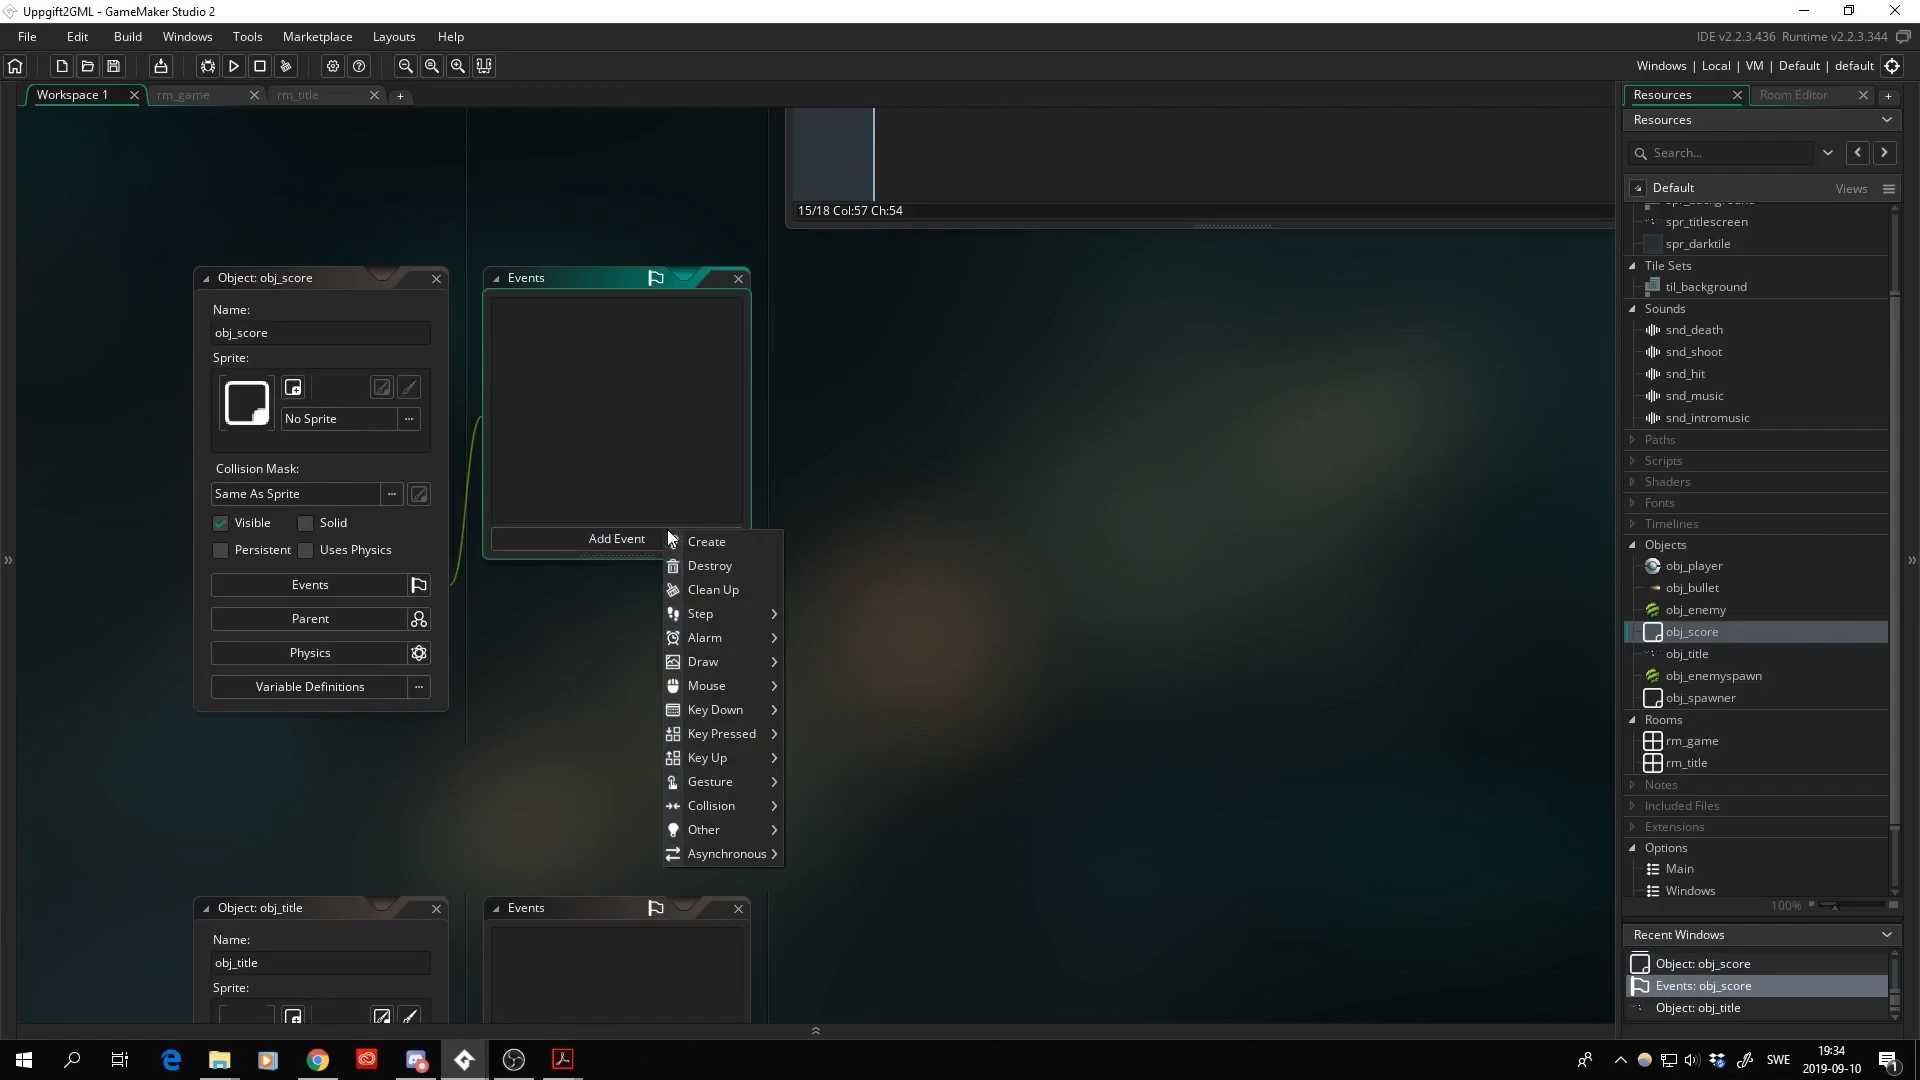 Uppgift2GML - GameMaker Studio 2
File Edit Build Windows Tools Marketplace Layouts Help
IDE v2.2.3.436 Runtime v2.2.3.344
Windows | Local | VM | Default | default
Workspace 1 rm_game rm_title
Resources Room Editor
Resources
Search...
Default Views
spr_background
spr_titlescreen
spr_darktile
Tile Sets
til_background
Sounds
snd_death
snd_shoot
snd_hit
snd_music
snd_intromusic
Paths
Scripts
Shaders
Fonts
Timelines
Objects
obj_player
obj_bullet
obj_enemy
obj_score
obj_title
obj_enemyspawn
obj_spawner
Rooms
rm_game
rm_title
Notes
Included Files
Extensions
Options
Main
Windows
100%
Recent Windows
Object: obj_score
Events: obj_score
Object: obj_title
15/18 Col:57 Ch:54
Object: obj_score
Name:
obj_score
Sprite:
No Sprite
Collision Mask:
Same As Sprite
Visible Solid
Persistent Uses Physics
Events
Parent
Physics
Variable Definitions
Events
Add Event
Create
Destroy
Clean Up
Step
Alarm
Draw
Mouse
Key Down
Key Pressed
Key Up
Gesture
Collision
Other
Asynchronous
Object: obj_title
Name:
obj_title
Sprite:
Events
SWE
19:34
2019-09-10
1